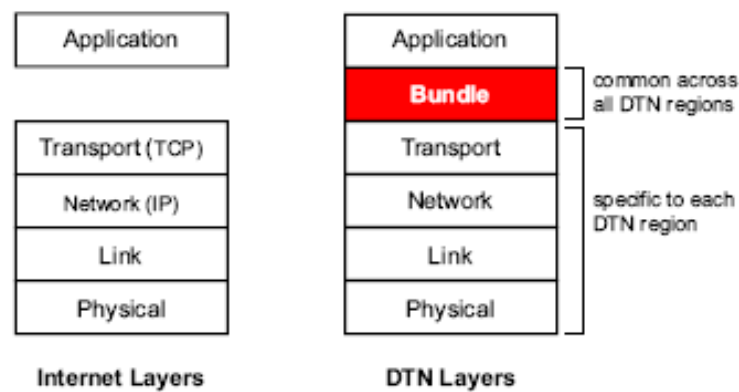 Application
Transport (TCP)
Network (IP)
Link
Physical
Internet Layers
Application
Bundle
Transport
Network
Link
Physical
DTN Layers
common across
all DTN regions
specific to each
DTN region